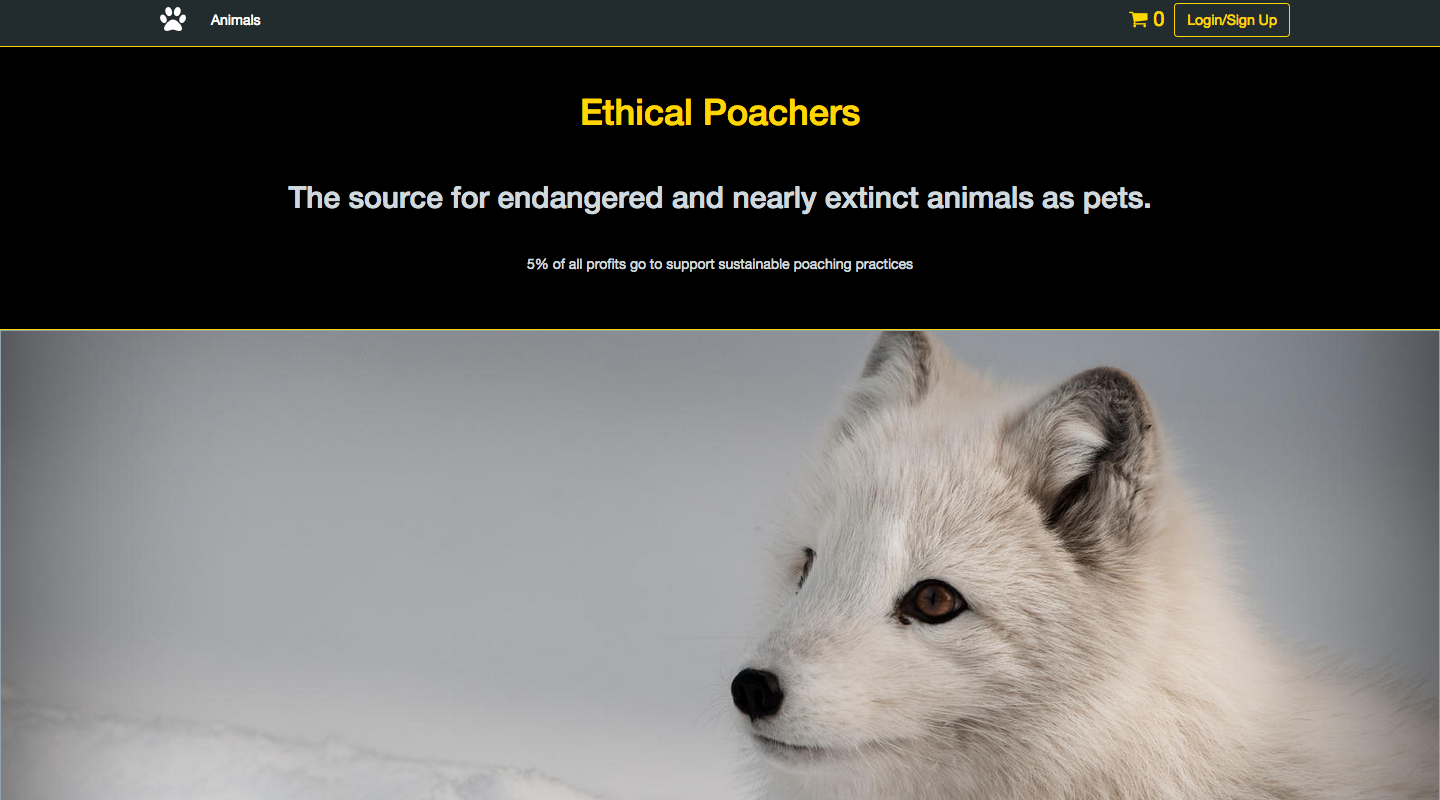 Animals
0
Login/Sign Up
Ethical Poachers
The source for endangered and nearly extinct animals as pets.
5% of all profits go to support sustainable poaching practices